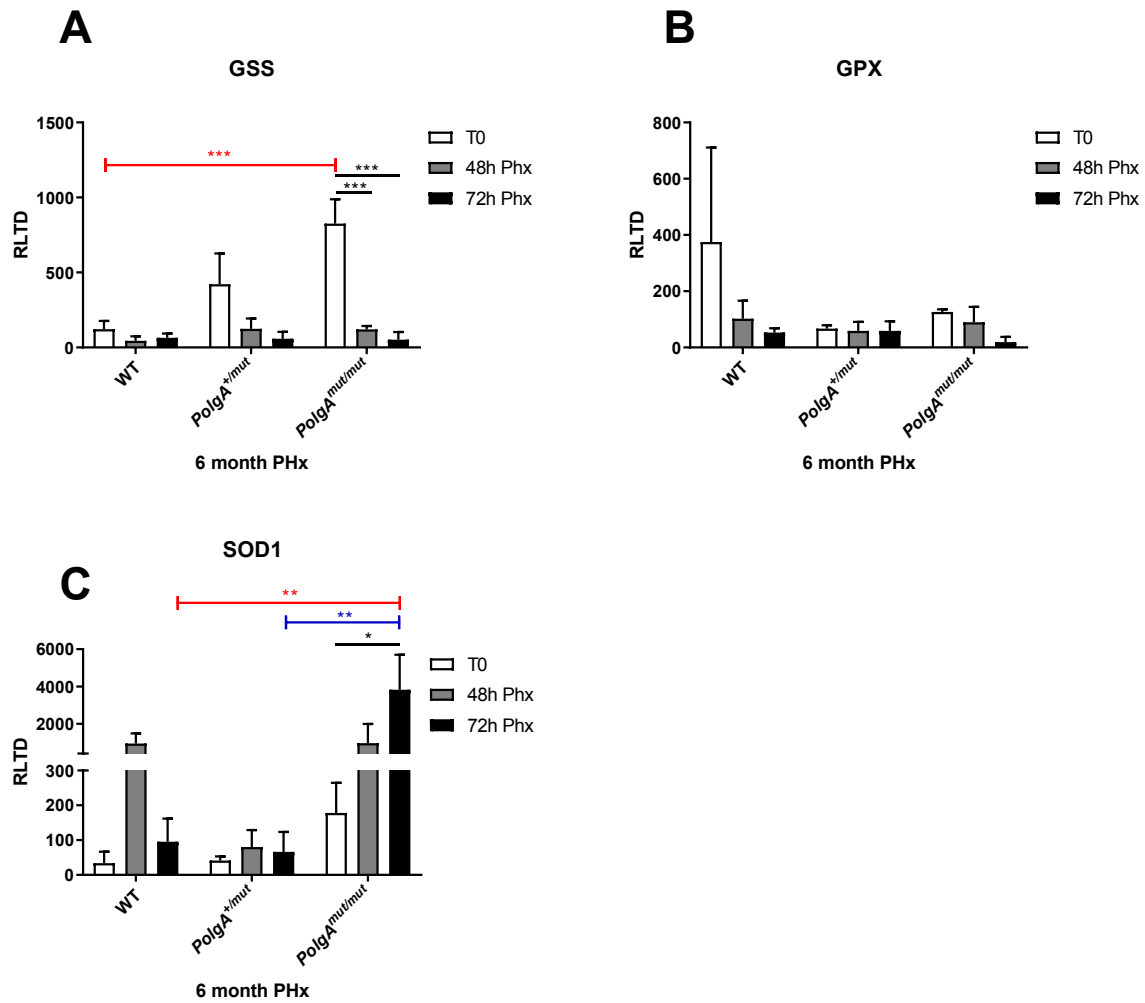 A
GSS
1500
1000
500
0
RLTD
***
***
***
T0
48h Phx
72h Phx
WT
PolgA+/mut
PolgAmut/mut
6 month PHx
B
GPX
800
600
400
200
0
RLTD
T0
48h Phx
72h Phx
WT
PolgA+/mut
PolgAmut/mut
6 month PHx
C
SOD1
**
**
*
6000
4000
2000
300
200
100
0
RLTD
T0
48h Phx
72h Phx
WT
PolgA+/mut
PolgAmut/mut
6 month PHx